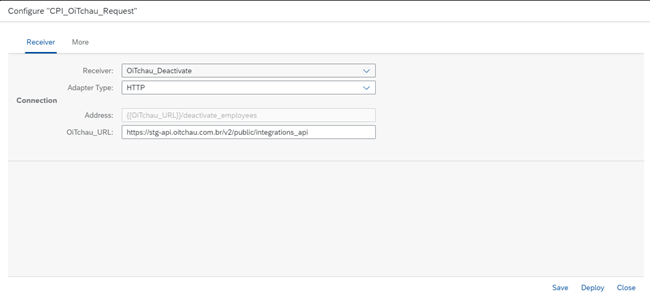 Configure "CPI_OiTchau_Request"
Receiver More
Receiver: OiTchau_Deactivate
Adapter Type: HTTP
Connection
Address: {{OiTchau_URL}}/deactivate_employees
OiTchau_URL: https://stg-api.oitchau.com.br/v2/public/integrations_api
Save Deploy Close